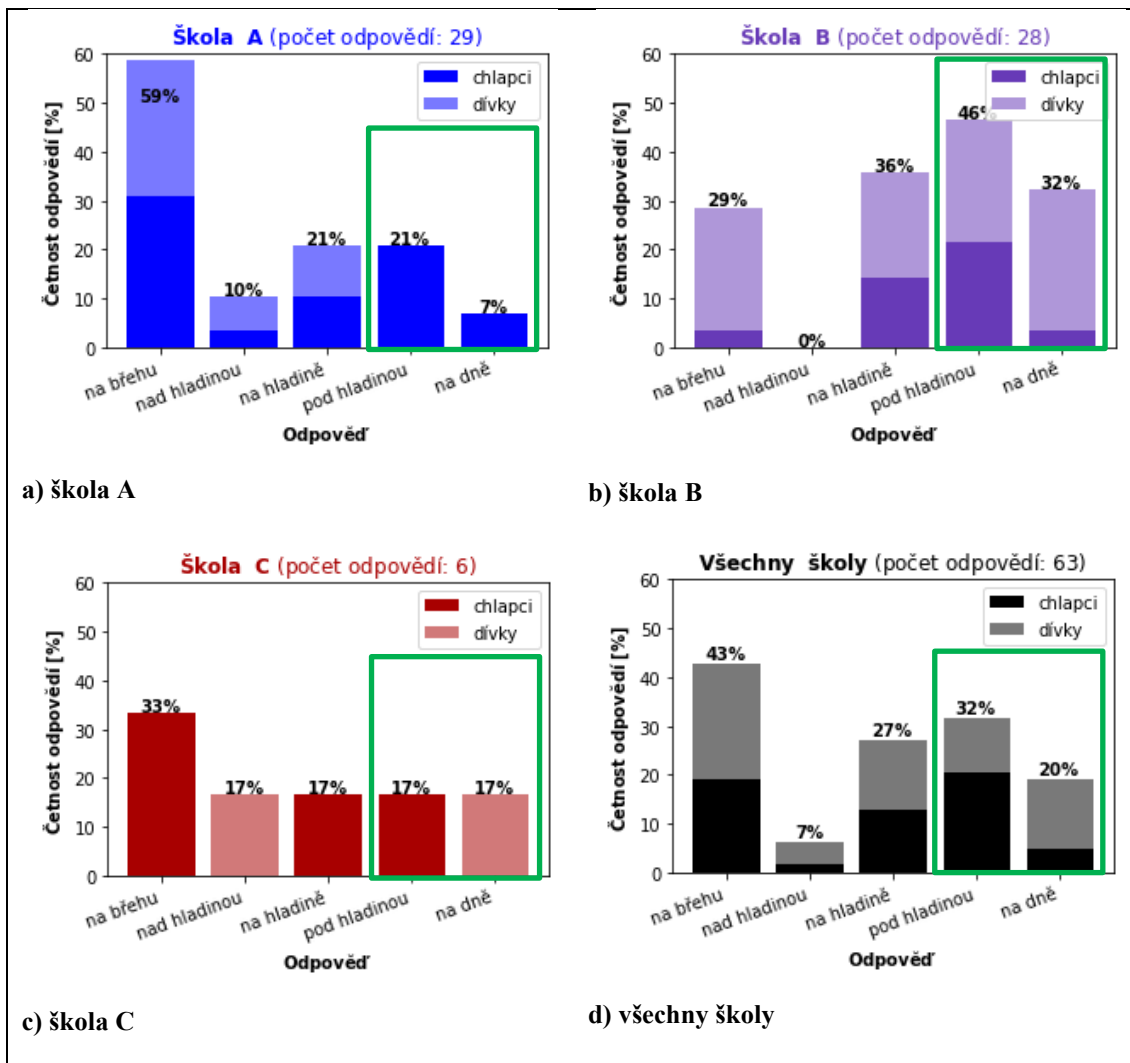 Škola A (počet odpovědí: 29)
Četnost odpovědí [%]
60
50
40
30
20
10
0
chlapci
dívky
59%
10%
21%
21%
7%
na břehu
nad hladinou
na hladině
pod hladinou
na dně
Odpověď
a) škola A
Škola B (počet odpovědí: 28)
Četnost odpovědí [%]
60
50
40
30
20
10
0
chlapci
dívky
29%
0%
36%
46%
32%
na břehu
nad hladinou
na hladině
pod hladinou
na dně
Odpověď
b) škola B
Škola C (počet odpovědí: 6)
Četnost odpovědí [%]
60
50
40
30
20
10
0
chlapci
dívky
33%
17%
17%
17%
17%
na břehu
nad hladinou
na hladině
pod hladinou
na dně
Odpověď
c) škola C
Všechny školy (počet odpovědí: 63)
Četnost odpovědí [%]
60
50
40
30
20
10
0
chlapci
dívky
43%
7%
27%
32%
20%
na břehu
nad hladinou
na hladině
pod hladinou
na dně
Odpověď
d) všechny školy